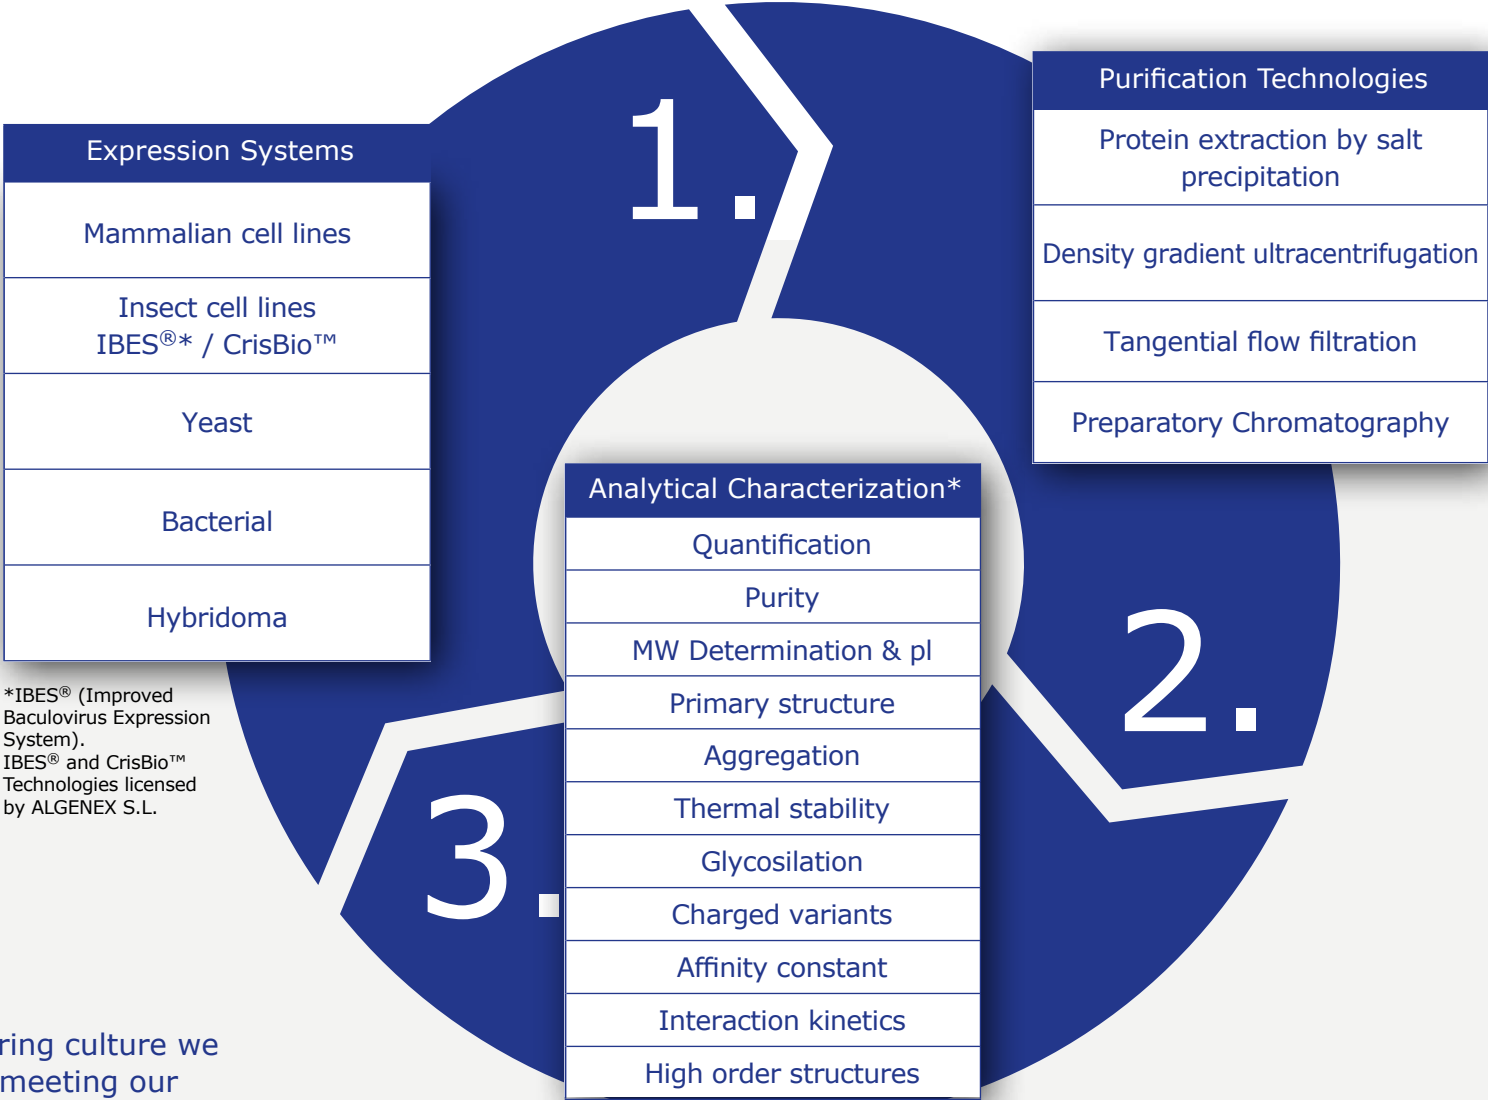 1.
Expression Systems
Mammalian cell lines
Insect cell lines
IBES®* / CrisBio™
Yeast
Bacterial
Hybridoma
*IBES® (Improved
Baculovirus Expression
System).
IBES® and CrisBio™
Technologies licensed
by ALGENEX S.L.
Purification Technologies
Protein extraction by salt
precipitation
Density gradient ultracentrifugation
Tangential flow filtration
Preparatory Chromatography
2.
3.
Analytical Characterization*
Quantification
Purity
MW Determination & pl
Primary structure
Aggregation
Thermal stability
Glycosilation
Charged variants
Affinity constant
Interaction kinetics
High order structures
ring culture we
meeting our